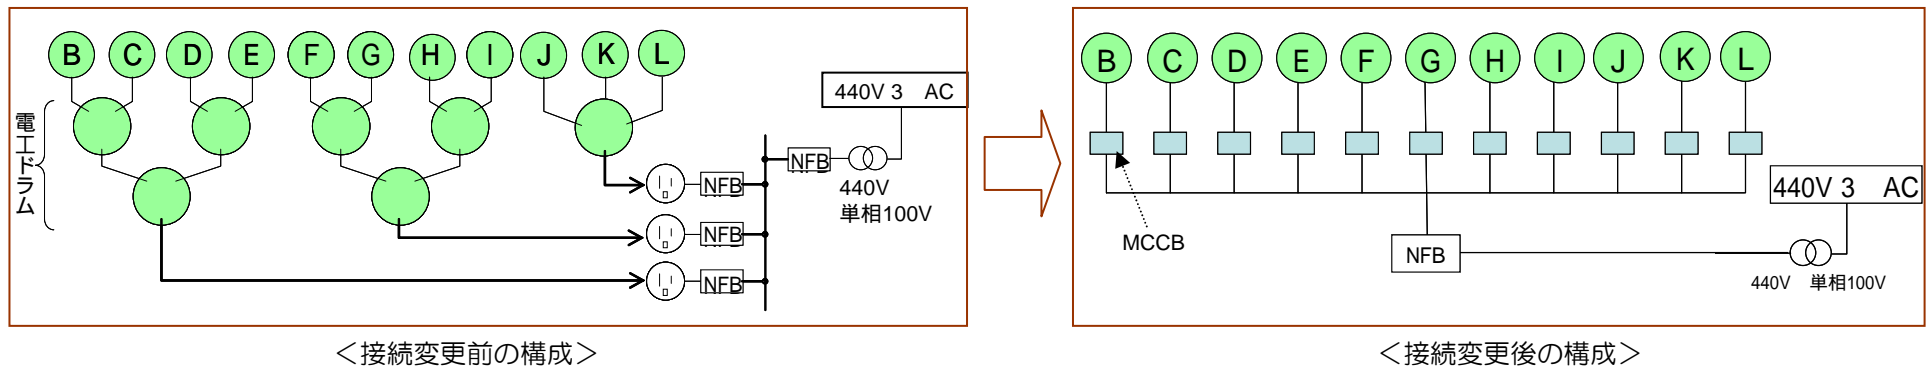 B C D E F G H I J K L
電工ドラム
440V 3 AC
NFB
440V
単相100V
NFB
NFB
NFB
<接続変更前の構成>
B C D E F G H I J K L
MCCB
440V 3 AC
NFB
440V 単相100V
<接続変更後の構成>